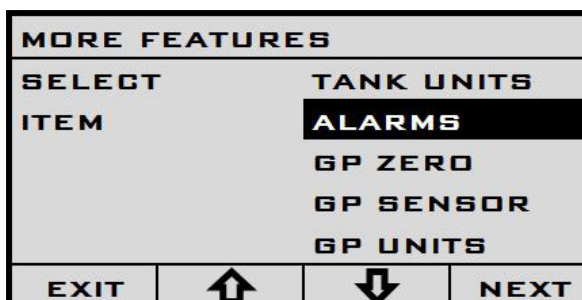 MORE FEATURES
SELECT TANK UNITS
ITEM ALARMS
GP ZERO
GP SENSOR
GP UNITS
EXIT NEXT